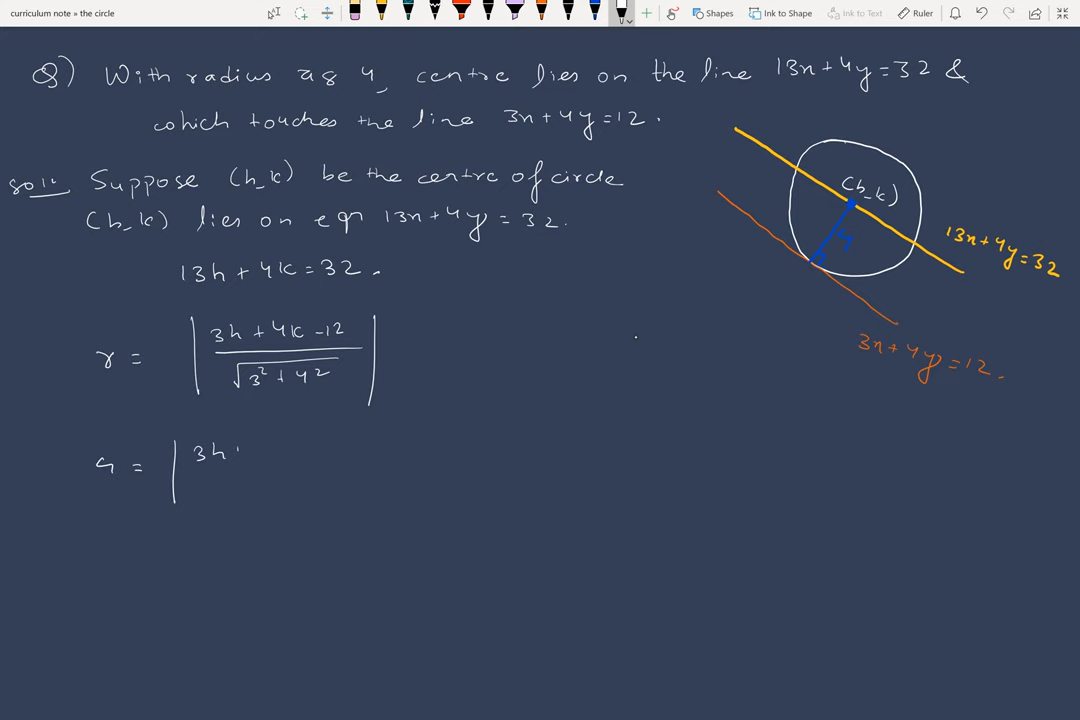 curriculum note » the circle
Shapes Ink to Shape Ink to Text Ruler
Q) With radius as 4, centre lies on the line 13x+4y=32 &
which touches the line 3x+4y=12.
Sol: Suppose (h,k) be the centre of circle
(h,k) lies on eqn 13x+4y=32.
13h+4k=32.
r = | 3h+4k-12 / √3²+4² |
4 = | 3h
(h,k)
4
13x+4y=32
3x+4y=12.